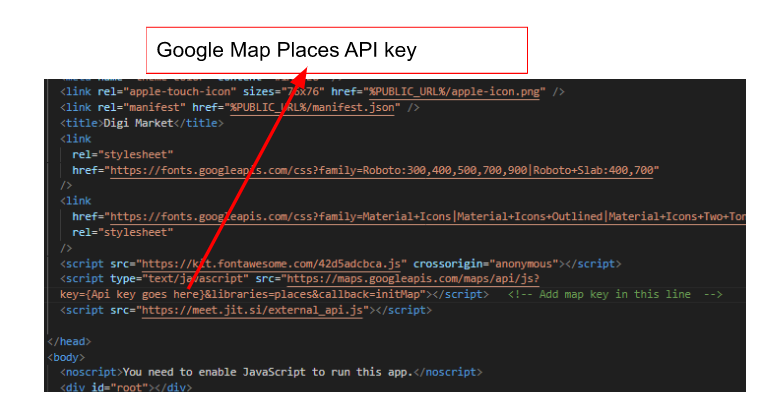 Google Map Places API key
<link rel="apple-touch-icon" sizes="76x76" href="%PUBLIC_URL%/apple-icon.png" />
<link rel="manifest" href="%PUBLIC_URL%/manifest.json" />
<title>Digi Market</title>
<link
rel="stylesheet"
href="https://fonts.googleapis.com/css?family=Roboto:300,400,500,700,900|Roboto+Slab:400,700"
/>
<link
href="https://fonts.googleapis.com/css?family=Material+Icons|Material+Icons+Outlined|Material+Icons+Two+Ton
rel="stylesheet"
/>
<script src="https://kit.fontawesome.com/42d5adcbca.js" crossorigin="anonymous"></script>
<script type="text/javascript" src="https://maps.googleapis.com/maps/api/js?
key={Api key goes here}&libraries=places&callback=initMap"></script> <!-- Add map key in this line -->
<script src="https://meet.jit.si/external_api.js"></script>
</head>
<body>
<noscript>You need to enable JavaScript to run this app.</noscript>
<div id="root"></div>